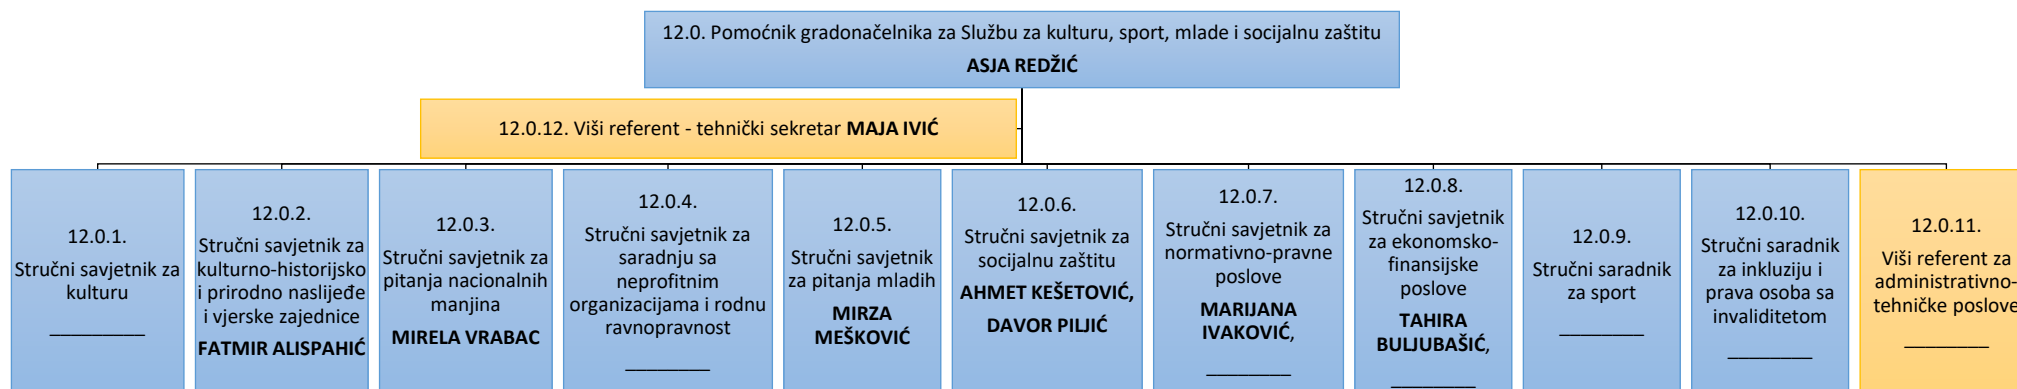 12.0. Pomoćnik gradonačelnika za Službu za kulturu, sport, mlade i socijalnu zaštitu
ASJA REDŽIĆ
12.0.12. Viši referent - tehnički sekretar MAJA IVIĆ
12.0.1.
Stručni savjetnik za
kulturu
_________
12.0.2.
Stručni savjetnik za
kulturno-historijsko
i prirodno naslijeđe
i vjerske zajednice
FATMIR ALISPAHIĆ
12.0.3.
Stručni savjetnik za
pitanja nacionalnih
manjina
MIRELA VRABAC
12.0.4.
Stručni savjetnik za
saradnju sa
neprofitnim
organizacijama i rodnu
ravnopravnost
________
12.0.5.
Stručni savjetnik
za pitanja mladih
MIRZA
MEŠKOVIĆ
12.0.6.
Stručni savjetnik za
socijalnu zaštitu
AHMET KEŠETOVIĆ,
DAVOR PILJIĆ
12.0.7.
Stručni savjetnik za
normativno-pravne
poslove
MARIJANA
IVAKOVIĆ,
________
12.0.8.
Stručni savjetnik
za ekonomsko-
finansijske
poslove
TAHIRA
BULJUBAŠIĆ,
________
12.0.9.
Stručni saradnik
za sport
________
12.0.10.
Stručni saradnik
za inkluziju i
prava osoba sa
invaliditetom
________
12.0.11.
Viši referent za
administrativno-
tehničke poslove
________